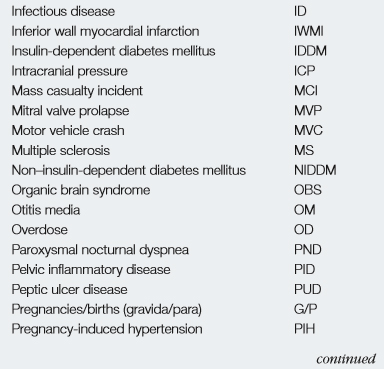 Infectious disease ID
Inferior wall myocardial infarction IWMI
Insulin-dependent diabetes mellitus IDDM
Intracranial pressure ICP
Mass casualty incident MCI
Mitral valve prolapse MVP
Motor vehicle crash MVC
Multiple sclerosis MS
Non–insulin-dependent diabetes mellitus NIDDM
Organic brain syndrome OBS
Otitis media OM
Overdose OD
Paroxysmal nocturnal dyspnea PND
Pelvic inflammatory disease PID
Peptic ulcer disease PUD
Pregnancies/births (gravida/para) G/P
Pregnancy-induced hypertension PIH
continued